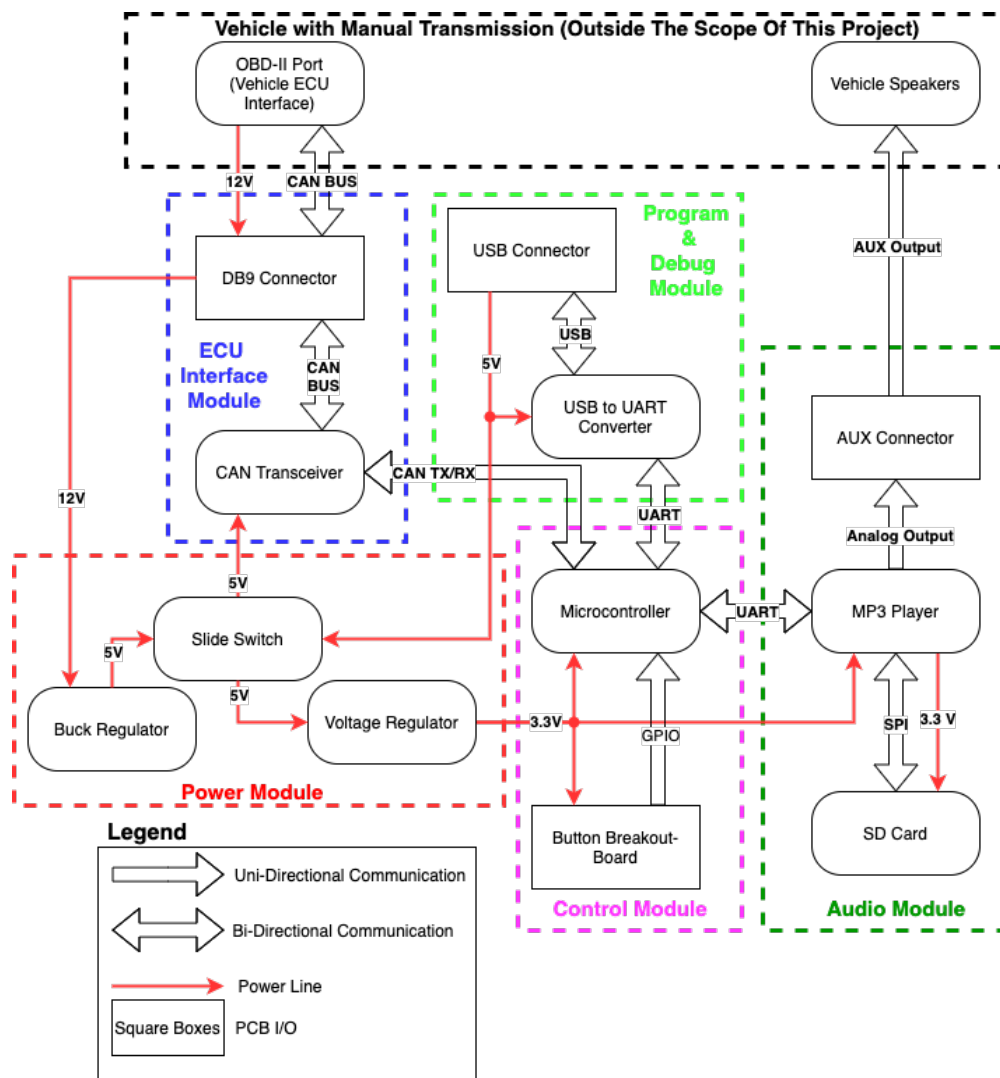 Vehicle with Manual Transmission (Outside The Scope Of This Project)
OBD-II Port
(Vehicle ECU
Interface)
Vehicle Speakers
12V
CAN BUS
AUX Output
Program
&
Debug
Module
USB Connector
DB9 Connector
USB
5V
CAN
BUS
ECU
Interface
Module
USB to UART
Converter
AUX Connector
CAN Transceiver
CAN TX/RX
12V
UART
Analog Output
5V
Microcontroller
UART
MP3 Player
Slide Switch
5V
5V
Buck Regulator
Voltage Regulator
3.3V
GPIO
SPI
3.3 V
Power Module
Button Breakout-
Board
SD Card
Control Module
Audio Module
Legend
Uni-Directional Communication
Bi-Directional Communication
Power Line
Square Boxes
PCB I/O